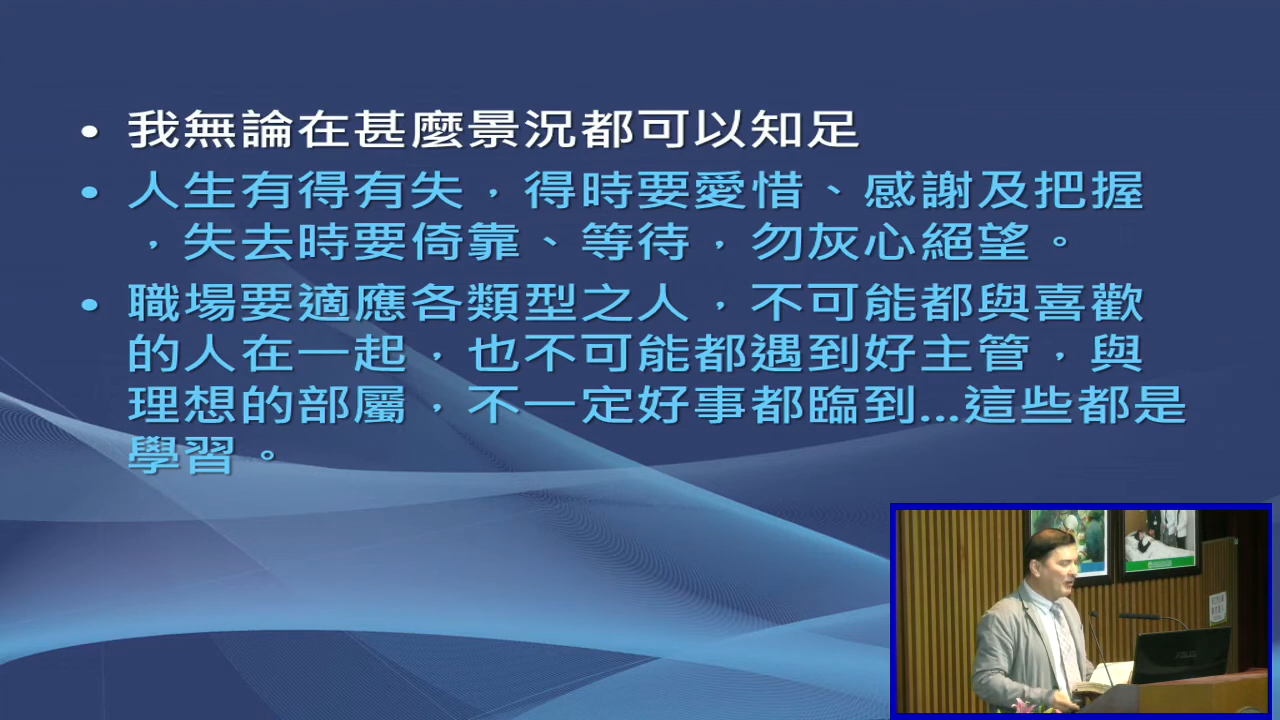 • 我無論在甚麼景況都可以知足
• 人生有得有失，得時要愛惜、感謝及把握
，失去時要倚靠、等待，勿灰心絕望。
• 職場要適應各類型之人，不可能都與喜歡
的人在一起，也不可能都遇到好主管，與
理想的部屬，不一定好事都臨到...這些都是
學習。
ASUS